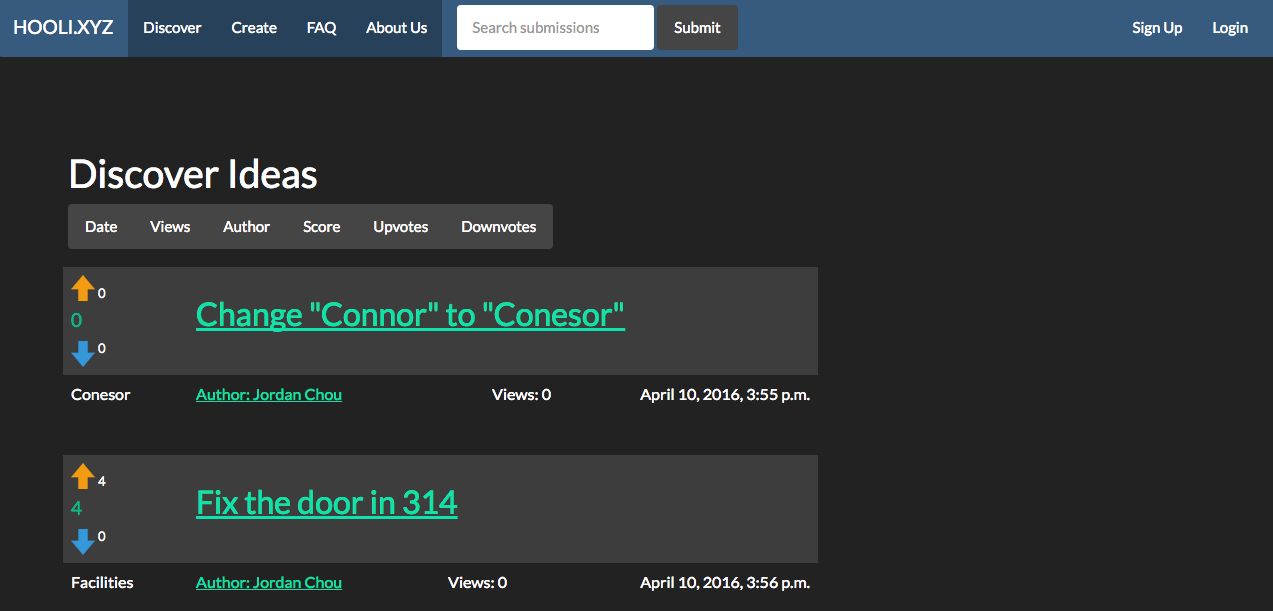 HOOLI.XYZ Discover Create FAQ About Us Search submissions Submit Sign Up Login
Discover Ideas
Date Views Author Score Upvotes Downvotes
0
0 Change "Connor" to "Conesor"
0
Conesor Author: Jordan Chou Views: 0 April 10, 2016, 3:55 p.m.
4
4 Fix the door in 314
0
Facilities Author: Jordan Chou Views: 0 April 10, 2016, 3:56 p.m.